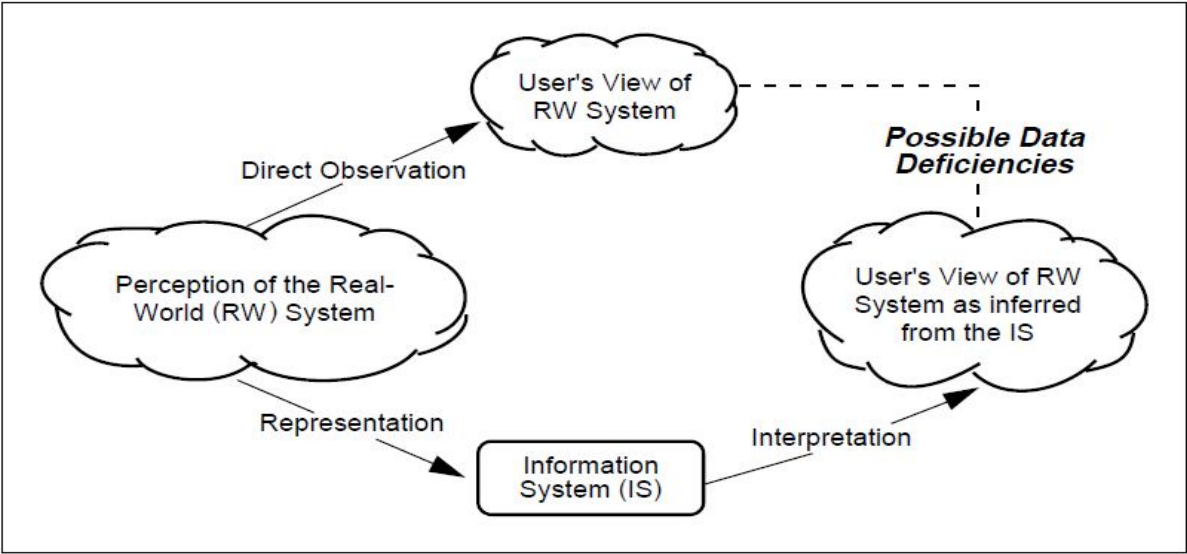 User's View of
RW System
Possible Data
Deficiencies
Direct Observation
Perception of the Real-
World (RW) System
User's View of RW
System as inferred
from the IS
Representation
Interpretation
Information
System (IS)